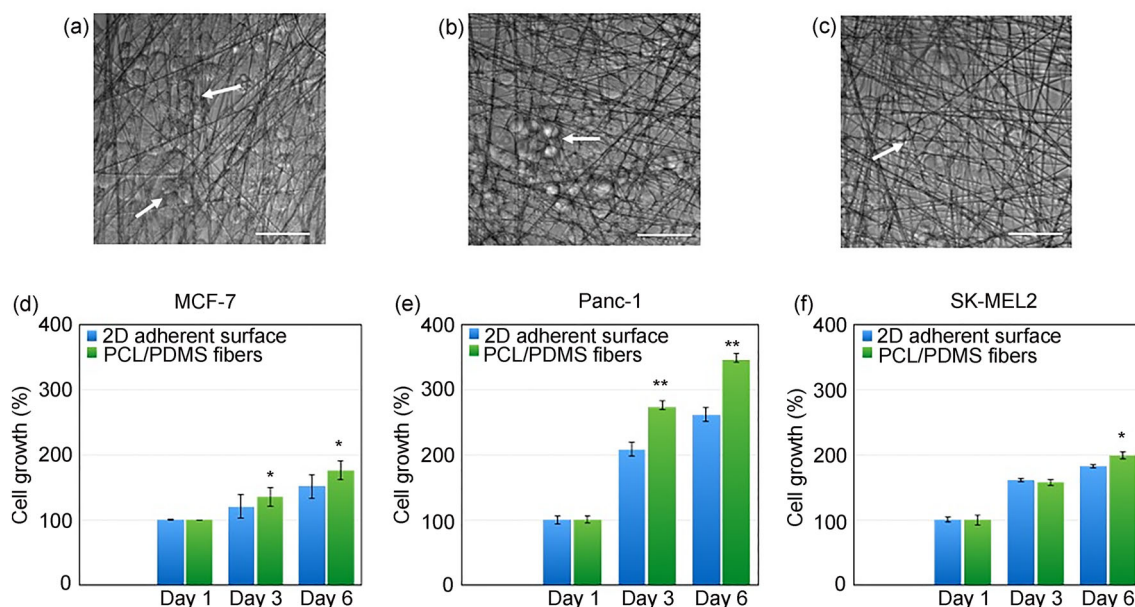 (a)
(b)
(c)
(d)
MCF-7
400
300
200
100
0
Cell growth (%)
2D adherent surface
PCL/PDMS fibers
*
*
Day 1 Day 3 Day 6
(e)
Panc-1
400
300
200
100
0
Cell growth (%)
2D adherent surface
PCL/PDMS fibers
**
**
Day 1 Day 3 Day 6
(f)
SK-MEL2
400
300
200
100
0
Cell growth (%)
2D adherent surface
PCL/PDMS fibers
*
Day 1 Day 3 Day 6